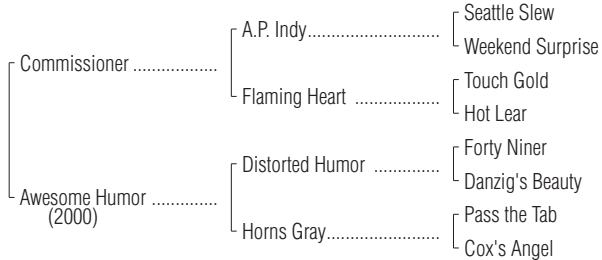 Seattle Slew
A.P. Indy..............................
Weekend Surprise
Commissioner ...................
Touch Gold
Flaming Heart ...................
Hot Lear
Forty Niner
Distorted Humor ...............
Danzig's Beauty
Awesome Humor ...............
(2000)
Pass the Tab
Horns Gray..........................
Cox's Angel